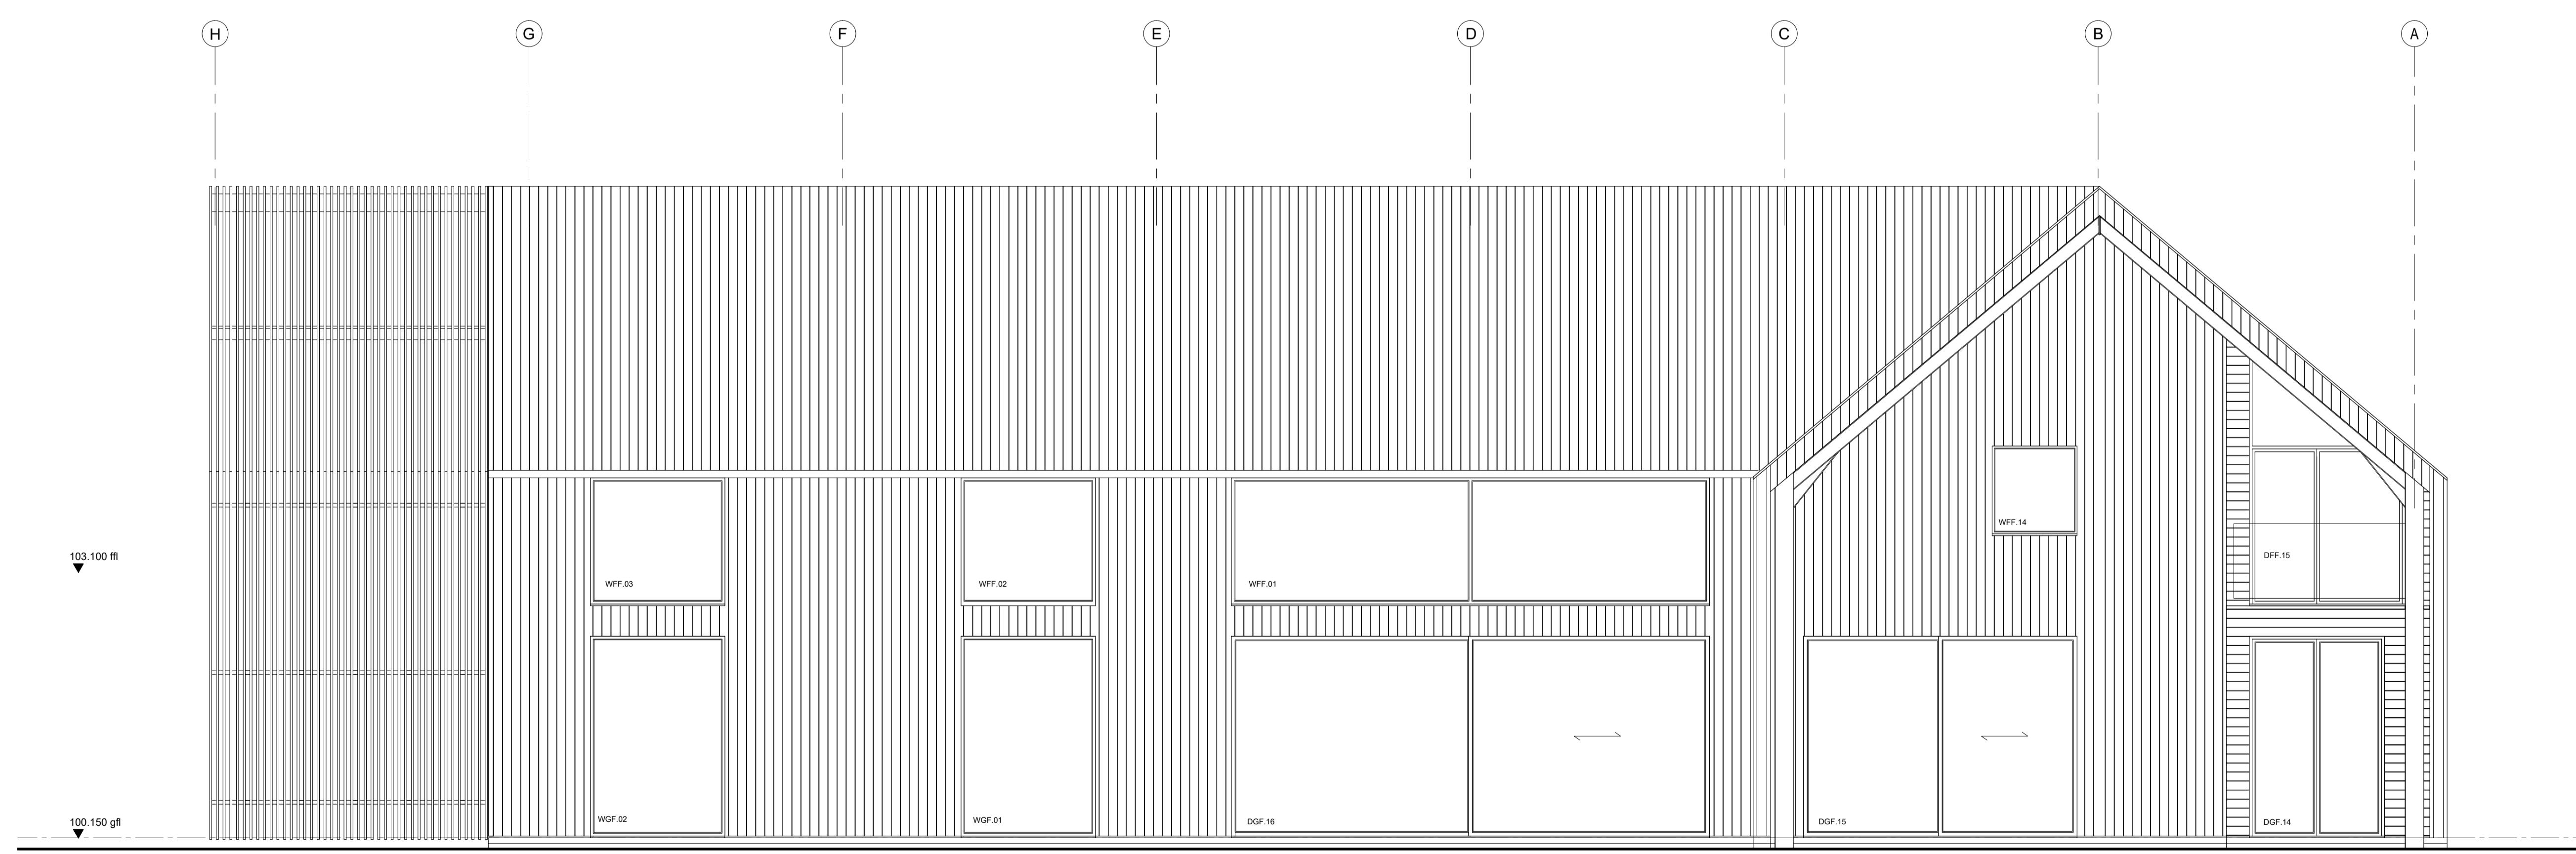 H G F E D C B A
WFF.14
103.100 ffl
DFF.15
WFF.03 WFF.02 WFF.01
WGF.02 WGF.01 DGF.16 DGF.15 DGF.14
100.150 gfl